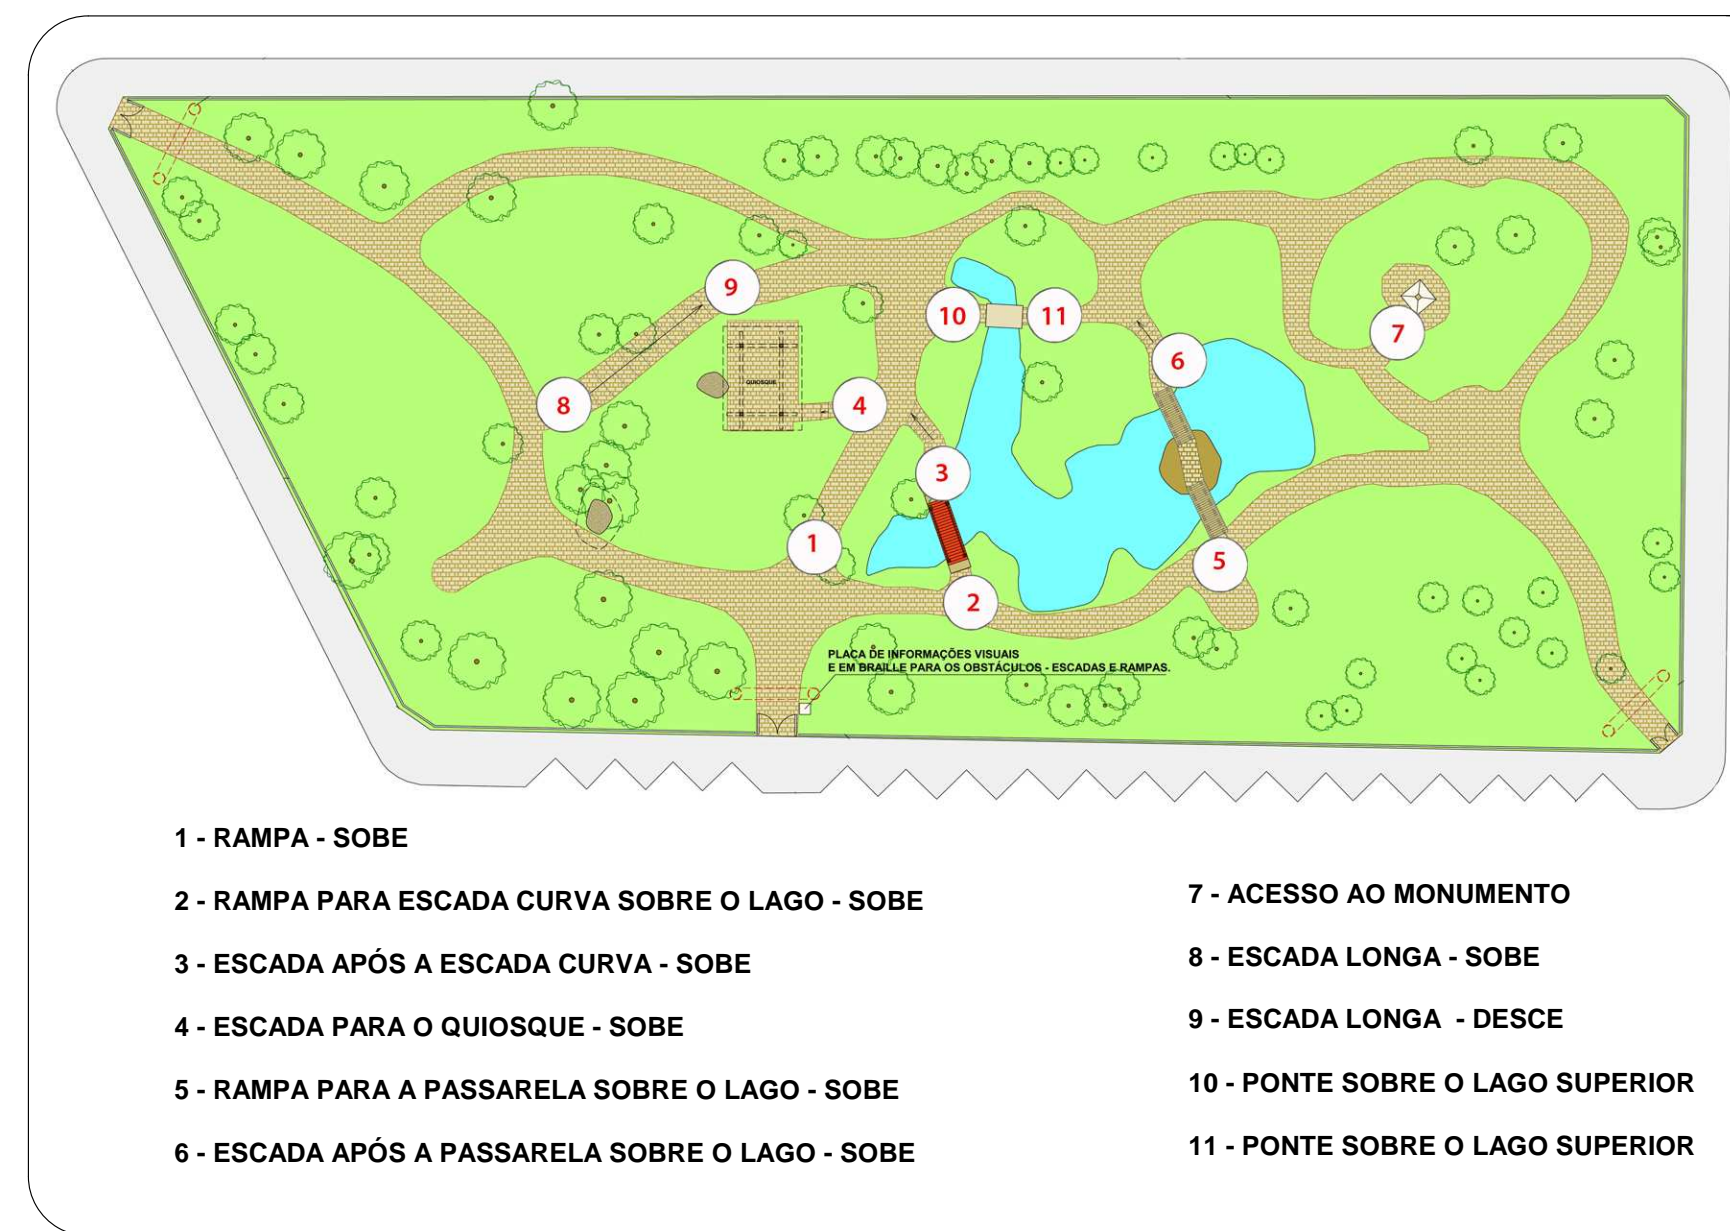 9
10
11
7
6
QUIOSQUE
8
4
3
1
5
2
PLACA DE INFORMAÇÕES VISUAIS
E EM BRAILLE PARA OS OBSTÁCULOS - ESCADAS E RAMPAS.
1 - RAMPA - SOBE
2 - RAMPA PARA ESCADA CURVA SOBRE O LAGO - SOBE
3 - ESCADA APÓS A ESCADA CURVA - SOBE
4 - ESCADA PARA O QUIOSQUE - SOBE
5 - RAMPA PARA A PASSARELA SOBRE O LAGO - SOBE
6 - ESCADA APÓS A PASSARELA SOBRE O LAGO - SOBE
7 - ACESSO AO MONUMENTO
8 - ESCADA LONGA - SOBE
9 - ESCADA LONGA - DESCE
10 - PONTE SOBRE O LAGO SUPERIOR
11 - PONTE SOBRE O LAGO SUPERIOR